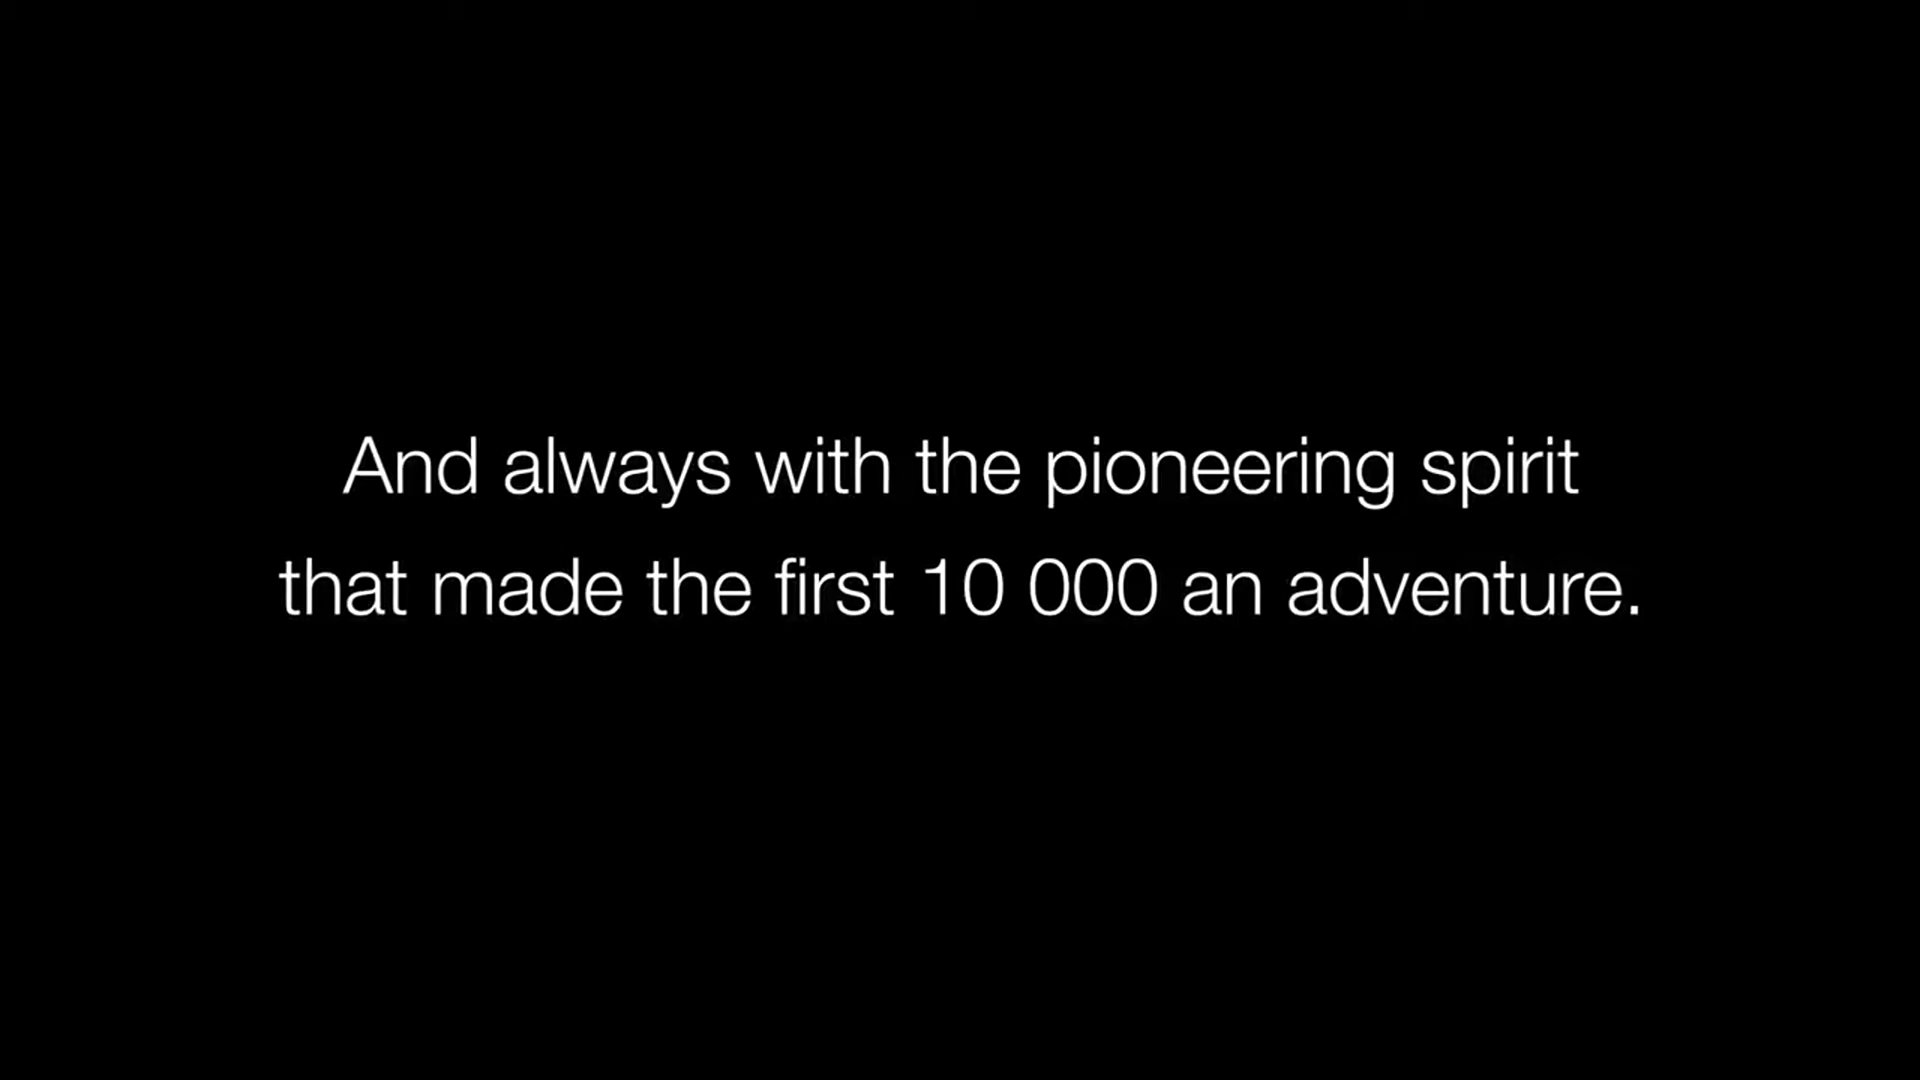 And always with the pioneering spirit
that made the first 10 000 an adventure.